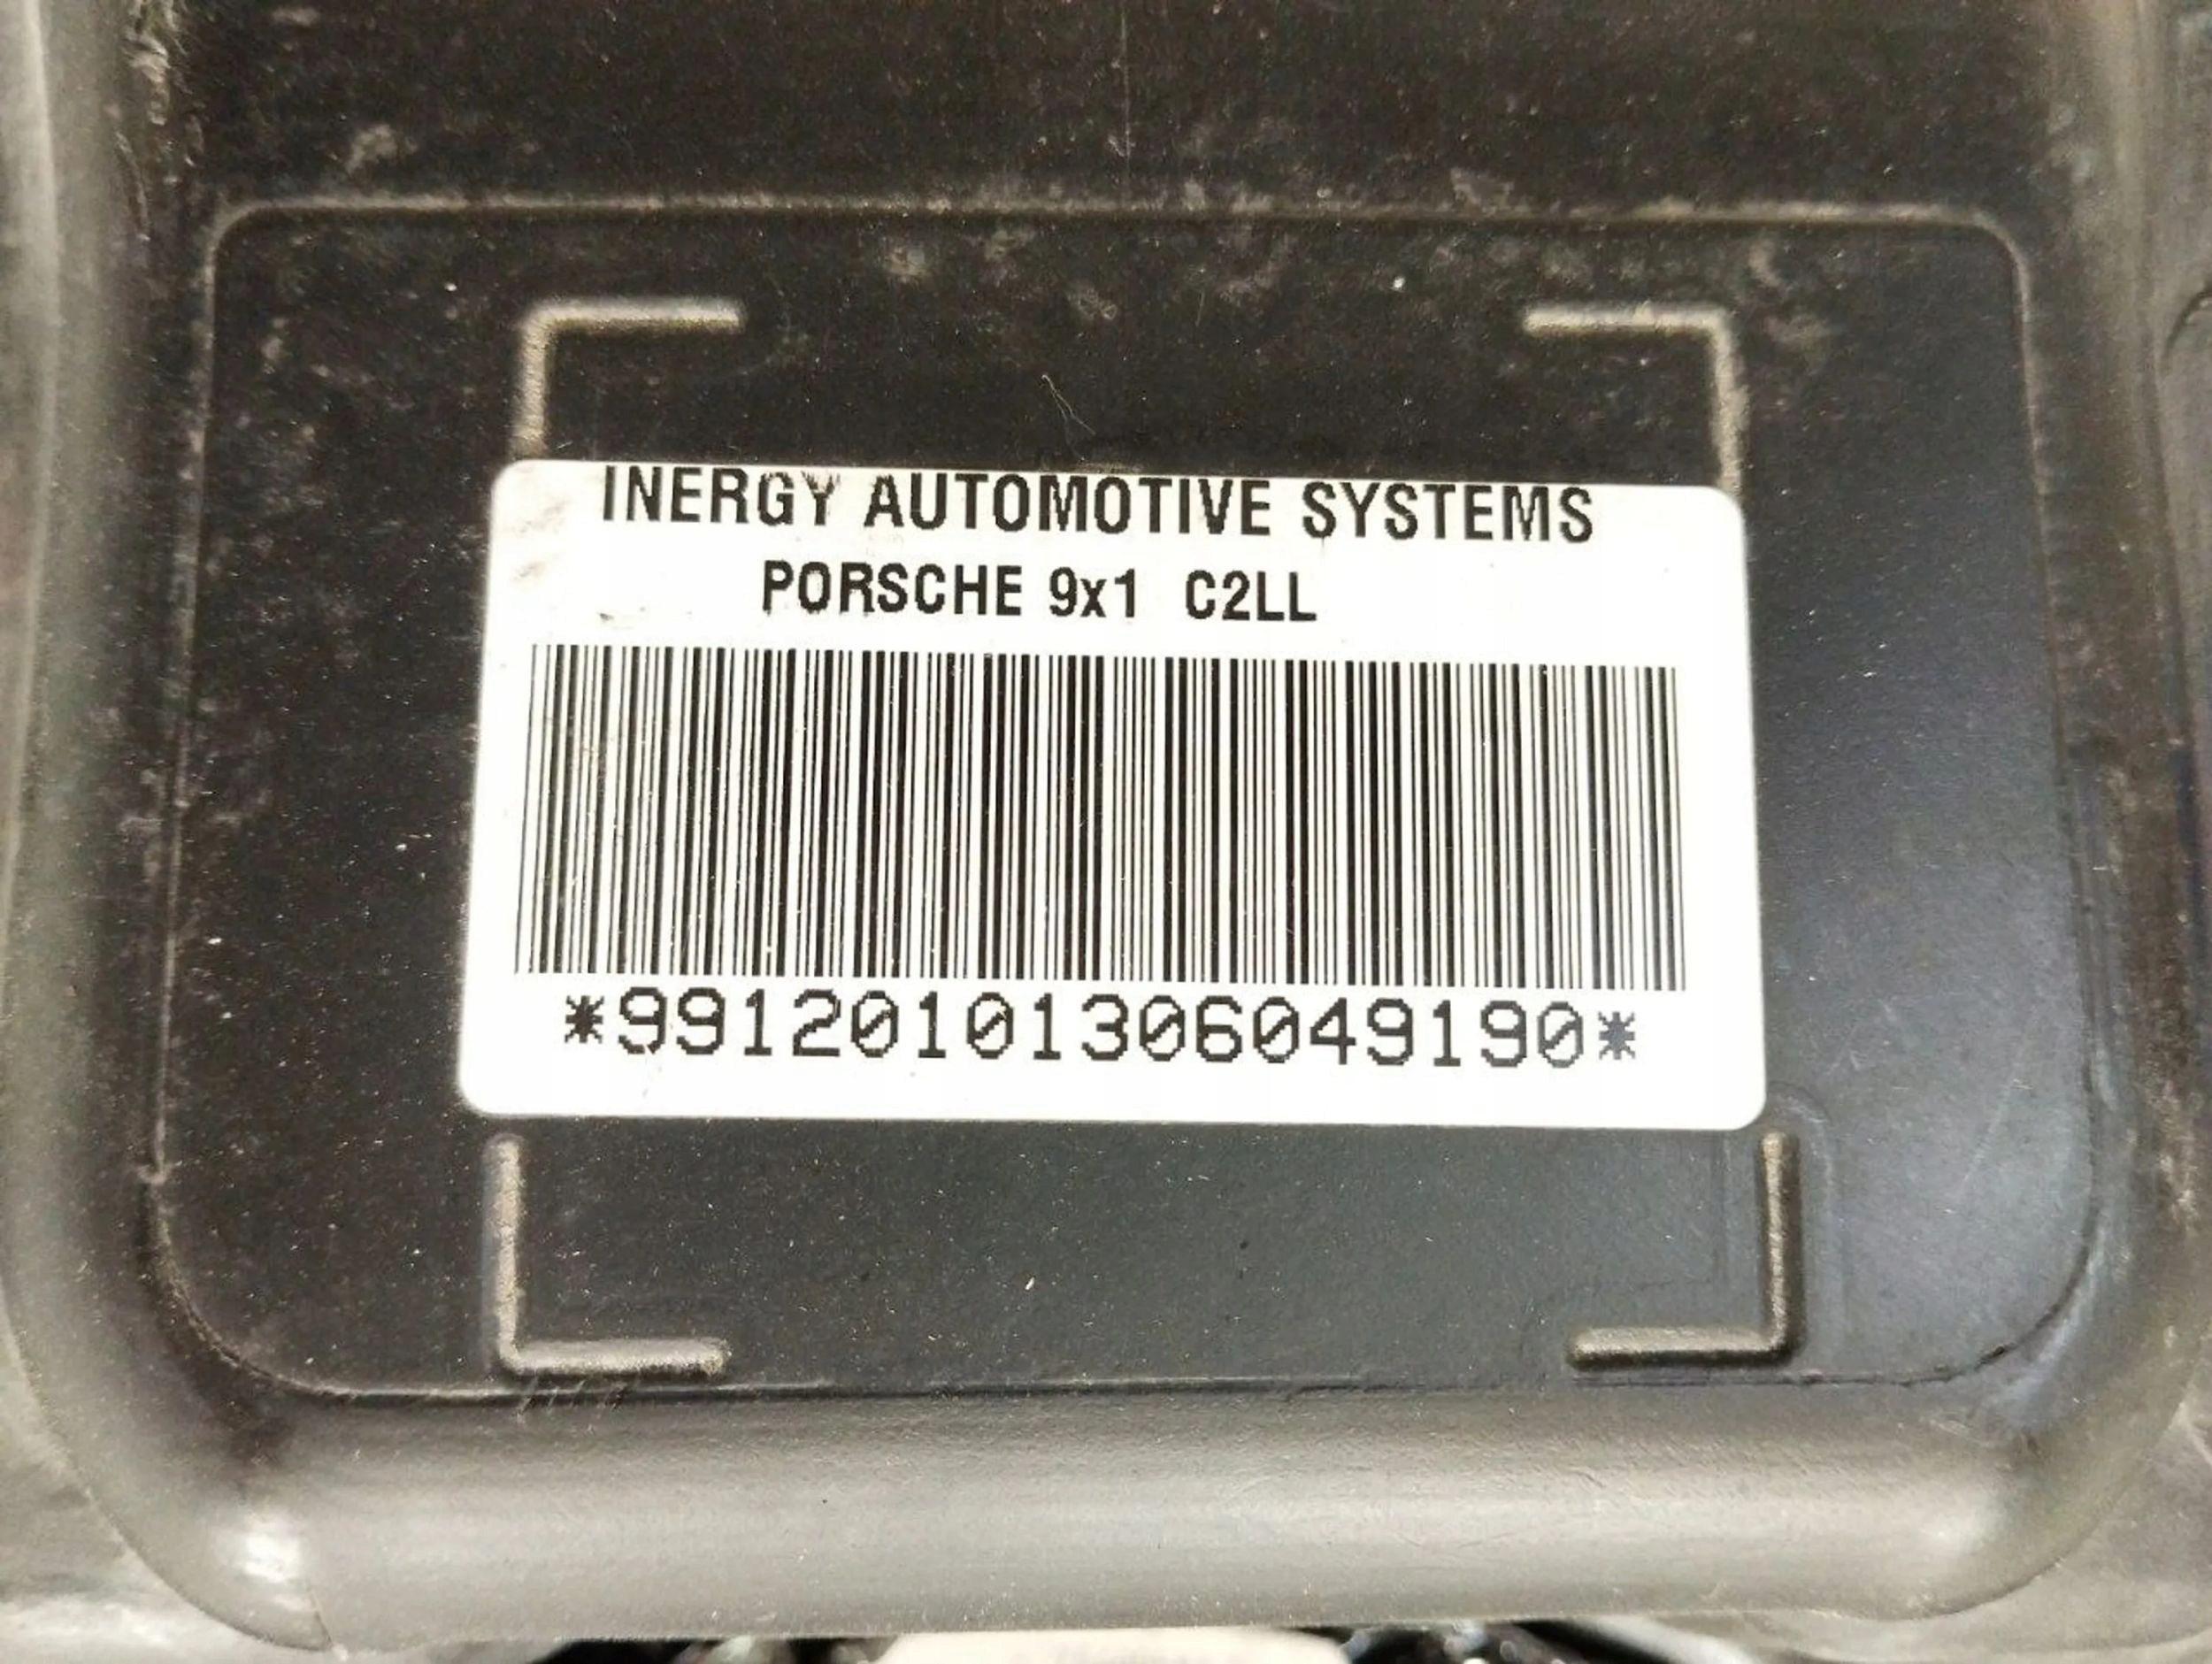 INERGY AUTOMOTIVE SYSTEMS
PORSCHE 9x1 C2LL
*99120101306049190*